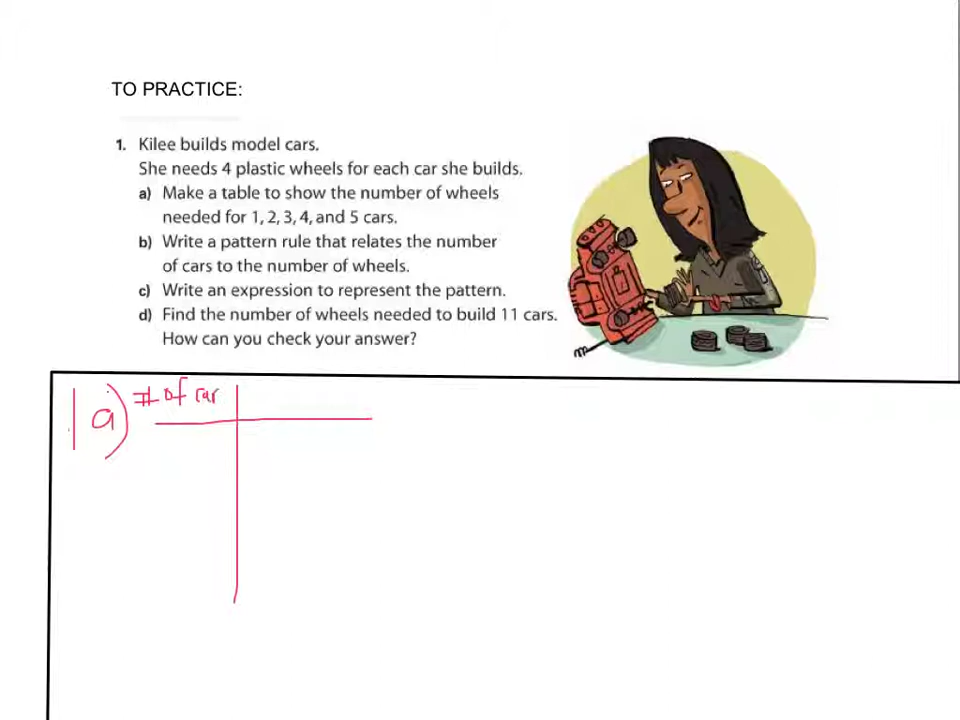 TO PRACTICE:
1. Kilee builds model cars.
She needs 4 plastic wheels for each car she builds.
a) Make a table to show the number of wheels
needed for 1, 2, 3, 4, and 5 cars.
b) Write a pattern rule that relates the number
of cars to the number of wheels.
c) Write an expression to represent the pattern.
d) Find the number of wheels needed to build 11 cars.
How can you check your answer?
1 a) # of car